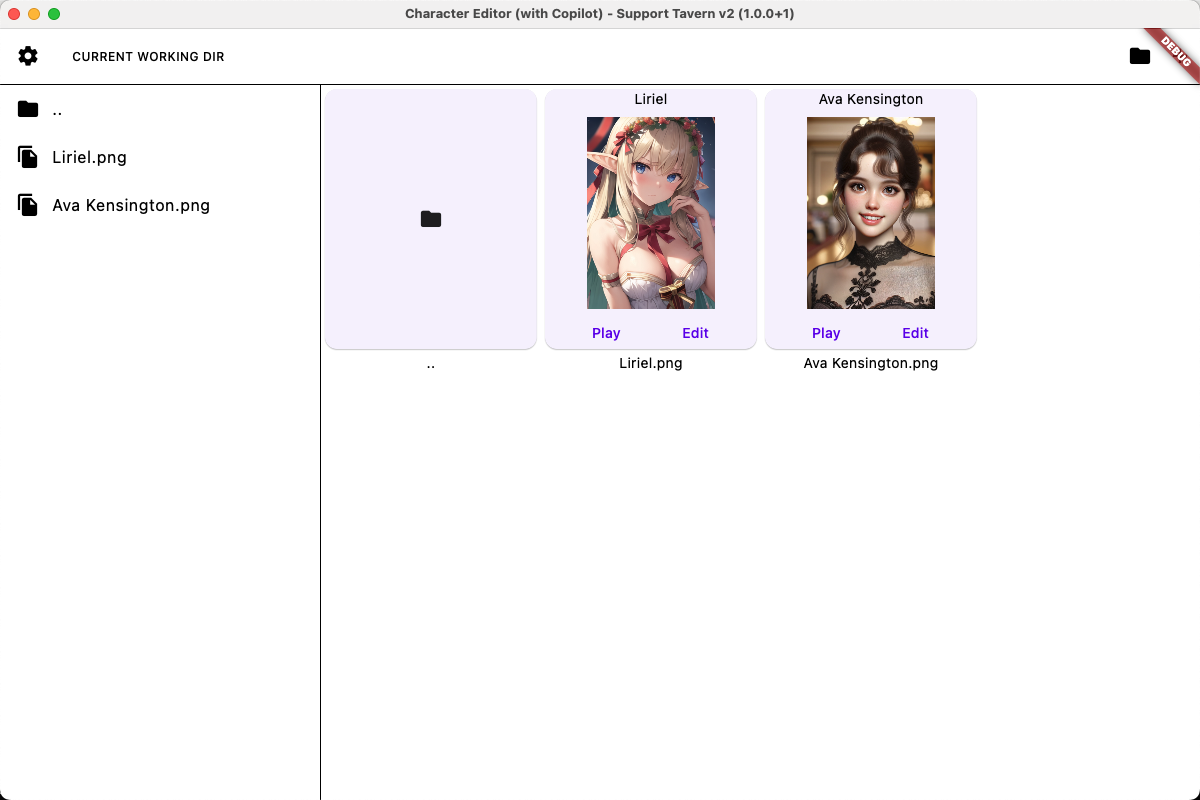 Character Editor (with Copilot) - Support Tavern v2 (1.0.0+1)
CURRENT WORKING DIR
DEBUG
..
Liriel.png
Ava Kensington.png
..
Liriel
Play Edit
Liriel.png
Ava Kensington
Play Edit
Ava Kensington.png